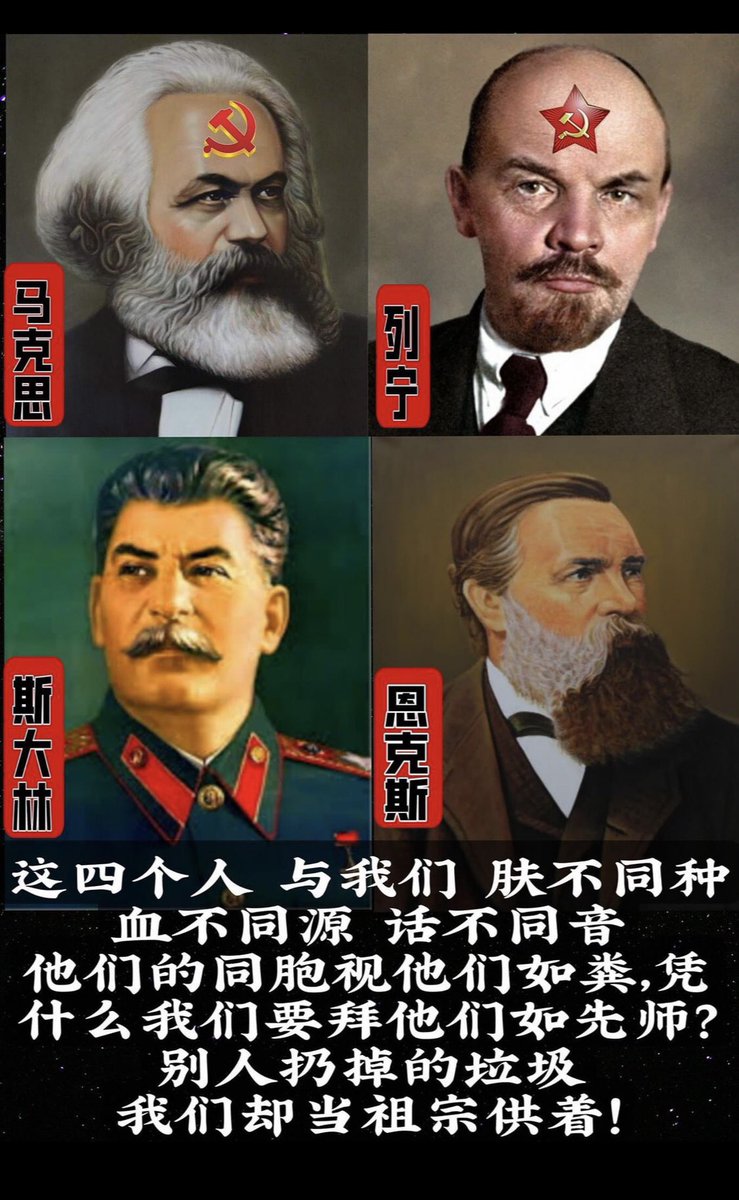 马克思
列宁
斯大林
恩克斯
这四个人 与我们 肤不同种
血不同源 话不同音
他们的同胞视他们如粪,凭
什么我们要拜他们如先师?
别人扔掉的垃圾
我们却当祖宗供着!